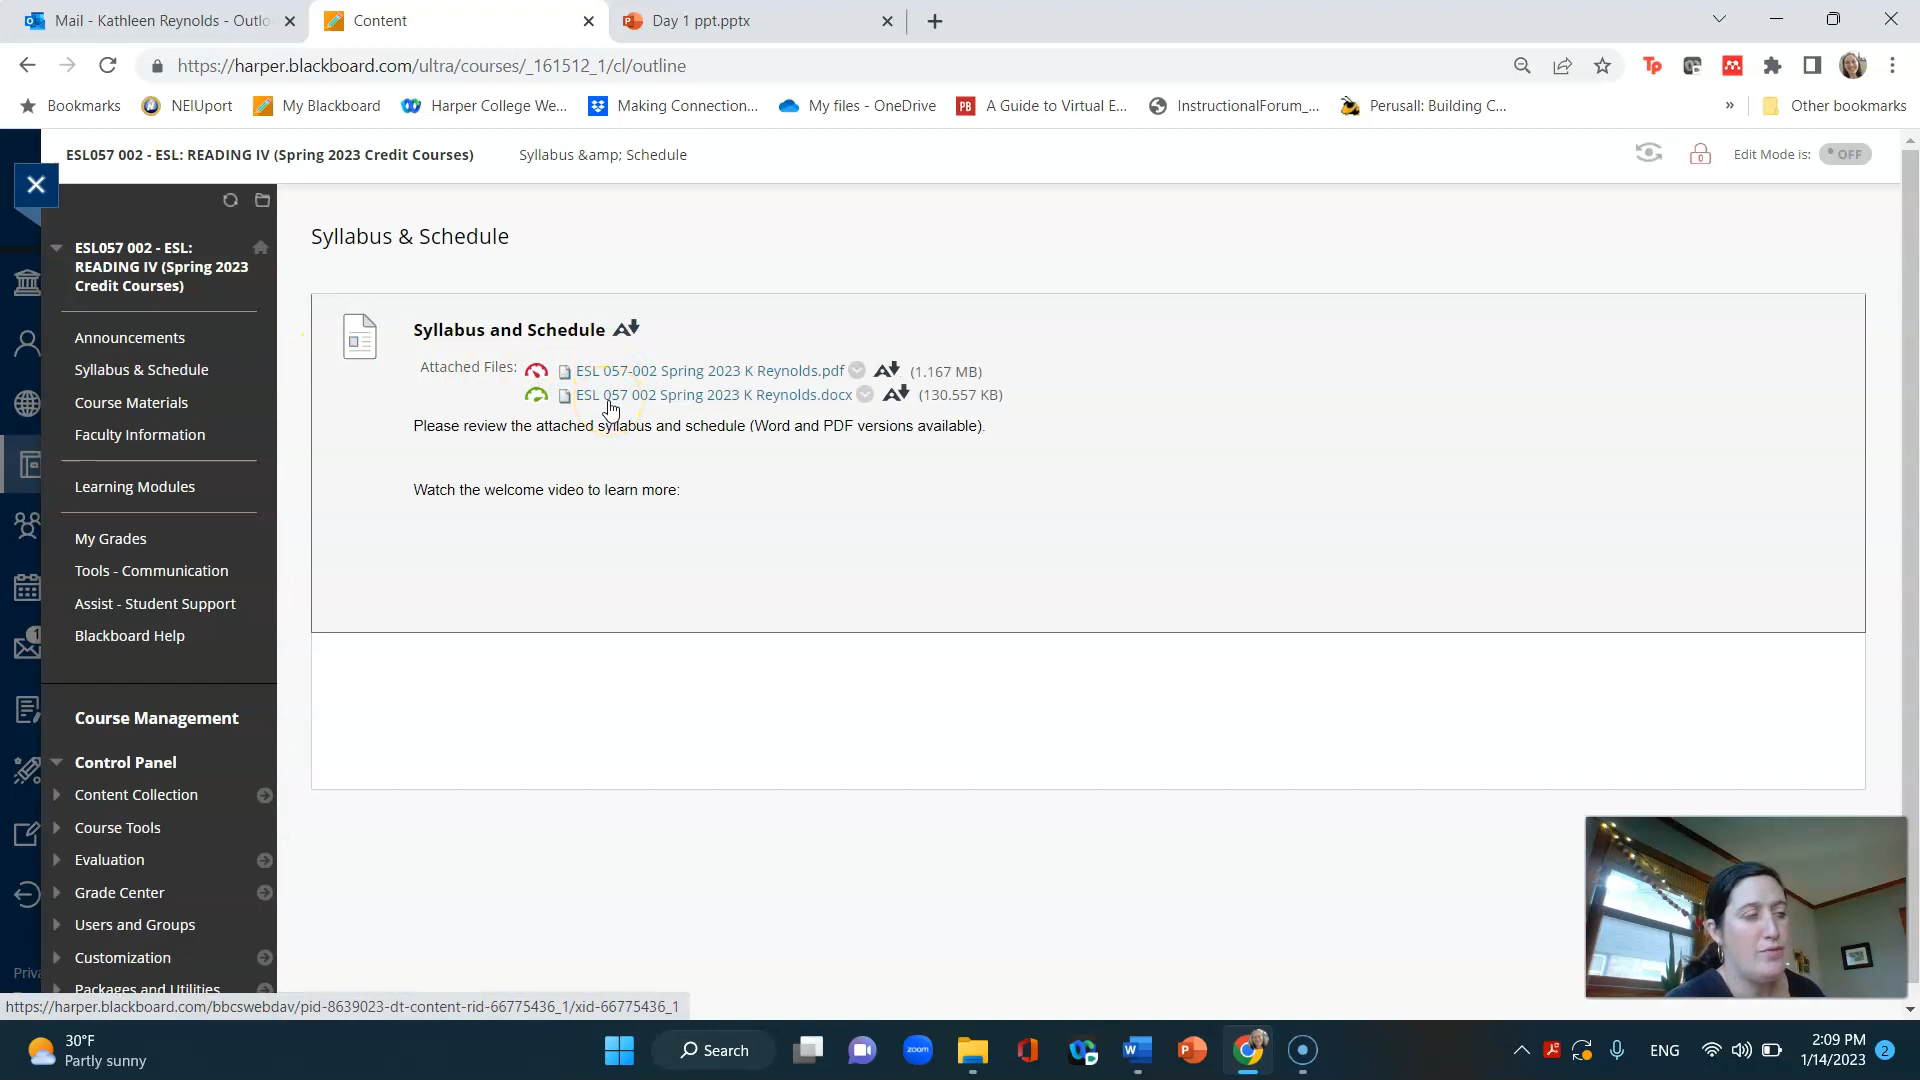 Mail - Kathleen Reynolds - Outlo
Content
Day 1 ppt.pptx
https://harper.blackboard.com/ultra/courses/_161512_1/cl/outline
Bookmarks
NEIUport
My Blackboard
Harper College We...
Making Connection...
My files - OneDrive
PB
A Guide to Virtual E...
InstructionalForum_...
Perusall: Building C...
»
Other bookmarks
ESL057 002 - ESL: READING IV (Spring 2023 Credit Courses)
Syllabus &amp; Schedule
Edit Mode is:
OFF
ESL057 002 - ESL:
READING IV (Spring 2023
Credit Courses)
Announcements
Syllabus & Schedule
Course Materials
Faculty Information
Learning Modules
My Grades
Tools - Communication
Assist - Student Support
Blackboard Help
Course Management
Control Panel
Content Collection
Course Tools
Evaluation
Grade Center
Users and Groups
Customization
Packages and Utilities
Priva
1
Syllabus & Schedule
Syllabus and Schedule
Attached Files:
ESL 057-002 Spring 2023 K Reynolds.pdf
(1.167 MB)
ESL 057 002 Spring 2023 K Reynolds.docx
(130.557 KB)
Please review the attached syllabus and schedule (Word and PDF versions available).
Watch the welcome video to learn more:
https://harper.blackboard.com/bbcswebdav/pid-8639023-dt-content-rid-66775436_1/xid-66775436_1
30°F
Partly sunny
Search
zoom
ENG
2:09 PM
1/14/2023
2